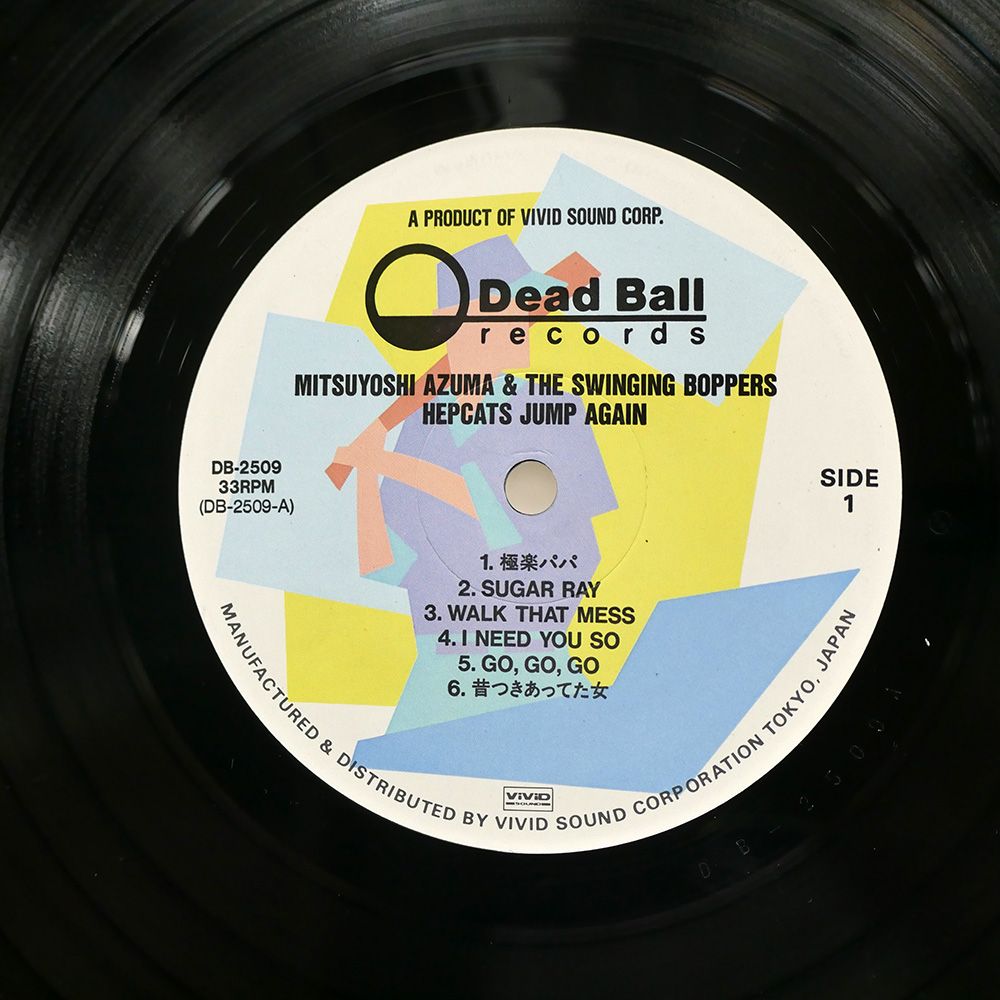 A PRODUCT OF VIVID SOUND CORP.
Dead Ball
records
MITSUYOSHI AZUMA & THE SWINGING BOPPERS
HEPCATS JUMP AGAIN
DB-2509
33RPM
(DB-2509-A)
SIDE
1
1. 極楽パパ
2. SUGAR RAY
3. WALK THAT MESS
4. I NEED YOU SO
5. GO, GO, GO
6. 昔つきあってた女
VIVID
SOUND
MANUFACTURED & DISTRIBUTED BY VIVID SOUND CORPORATION TOKYO, JAPAN